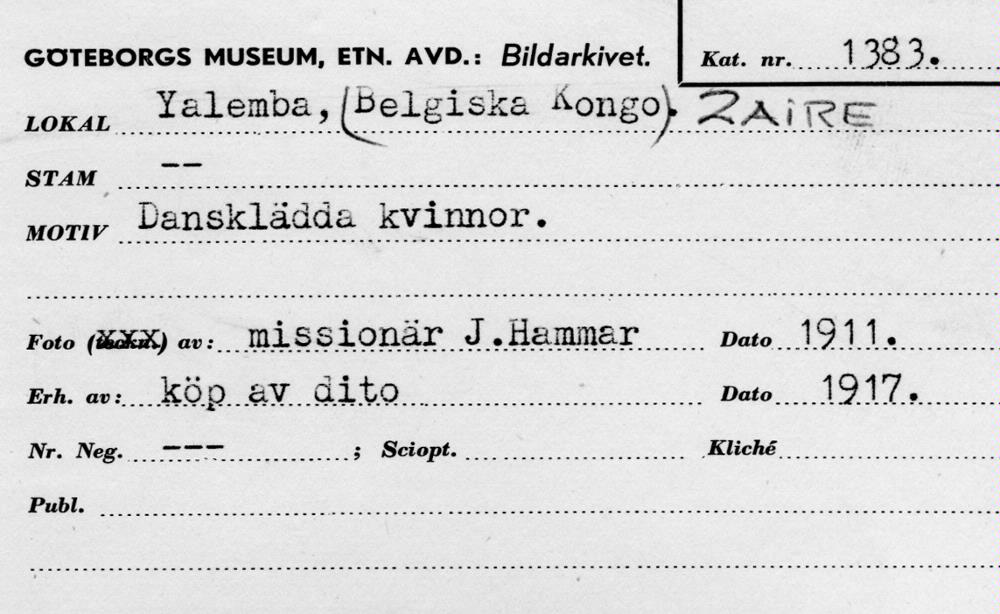 GÖTEBORGS MUSEUM, ETN. AVD.: Bildarkivet. Kat. nr. 1383.
LOKAL Yalemba, (Belgiska Kongo). ZAiRE
STAM --
MOTIV Dansklädda kvinnor.
Foto (XXX) av: missionär J.Hammar Dato 1911.
Erh. av: köp av dito Dato 1917.
Nr. Neg. --- ; Sciopt. Kliché
Publ.